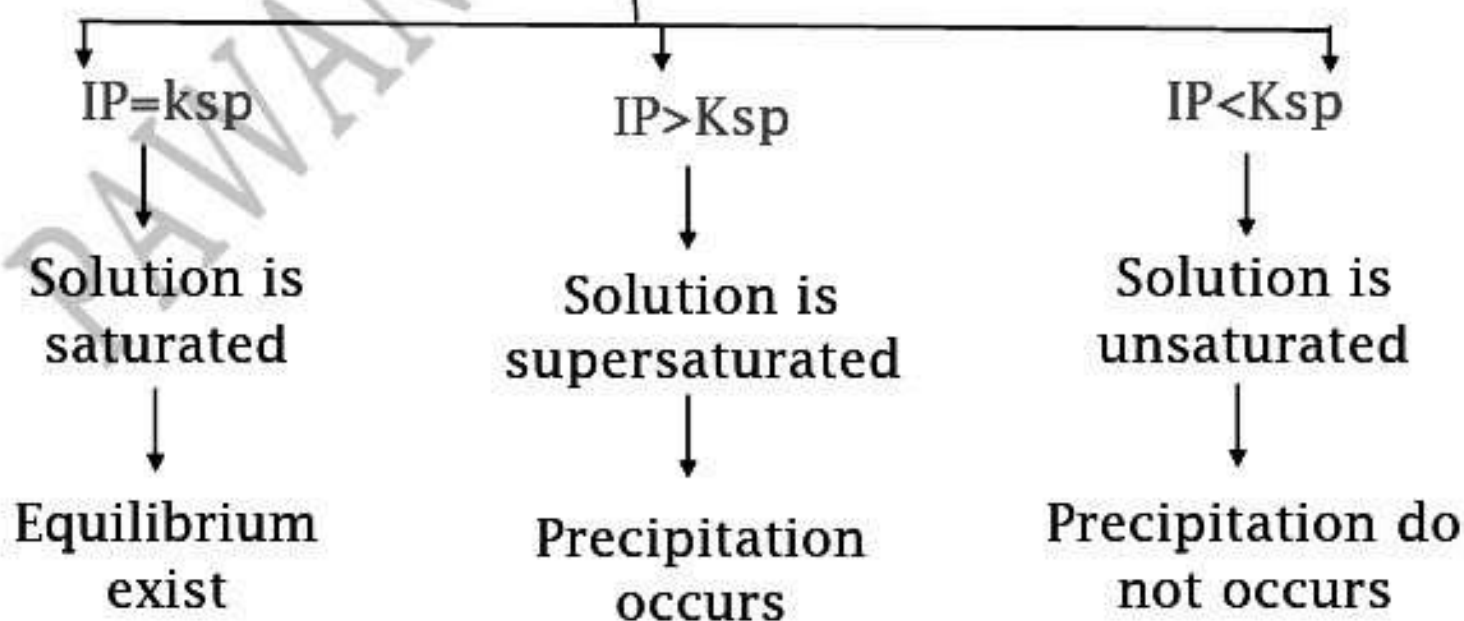 IP=ksp
IP>Ksp
IP<Ksp
Solution is
saturated
Solution is
supersaturated
Solution is
unsaturated
Equilibrium
exist
Precipitation
occurs
Precipitation do
not occurs
PAWAN